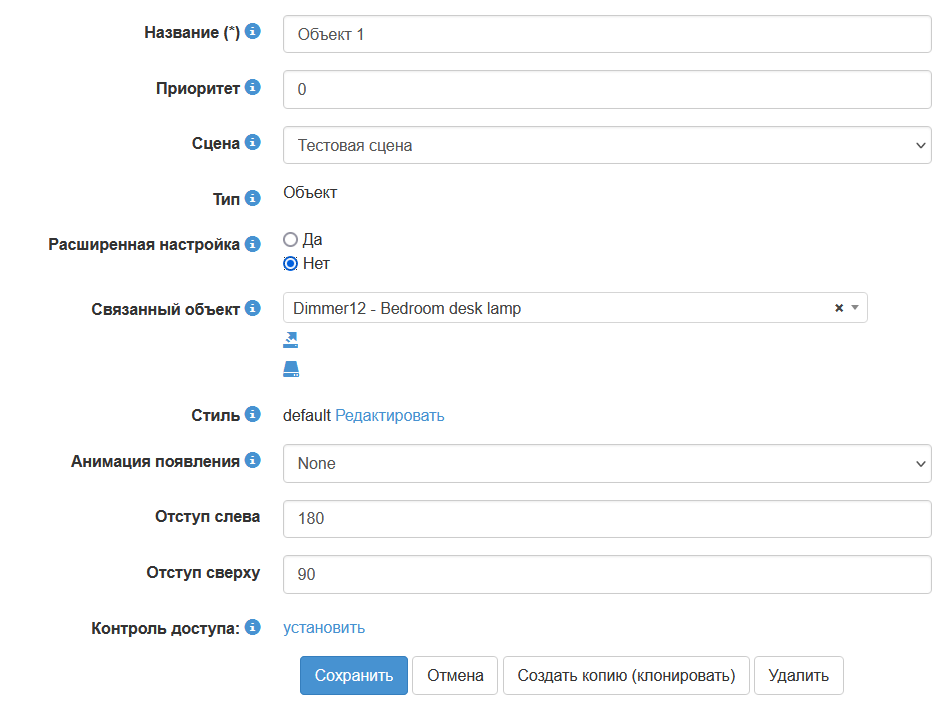 Название (*) Объект 1
Приоритет 0
Сцена Тестовая сцена
Тип Объект
Расширенная настройка Да
Нет
Связанный объект Dimmer12 - Bedroom desk lamp
Стиль default Редактировать
Анимация появления None
Отступ слева 180
Отступ сверху 90
Контроль доступа: установить
Сохранить Отмена Создать копию (клонировать) Удалить